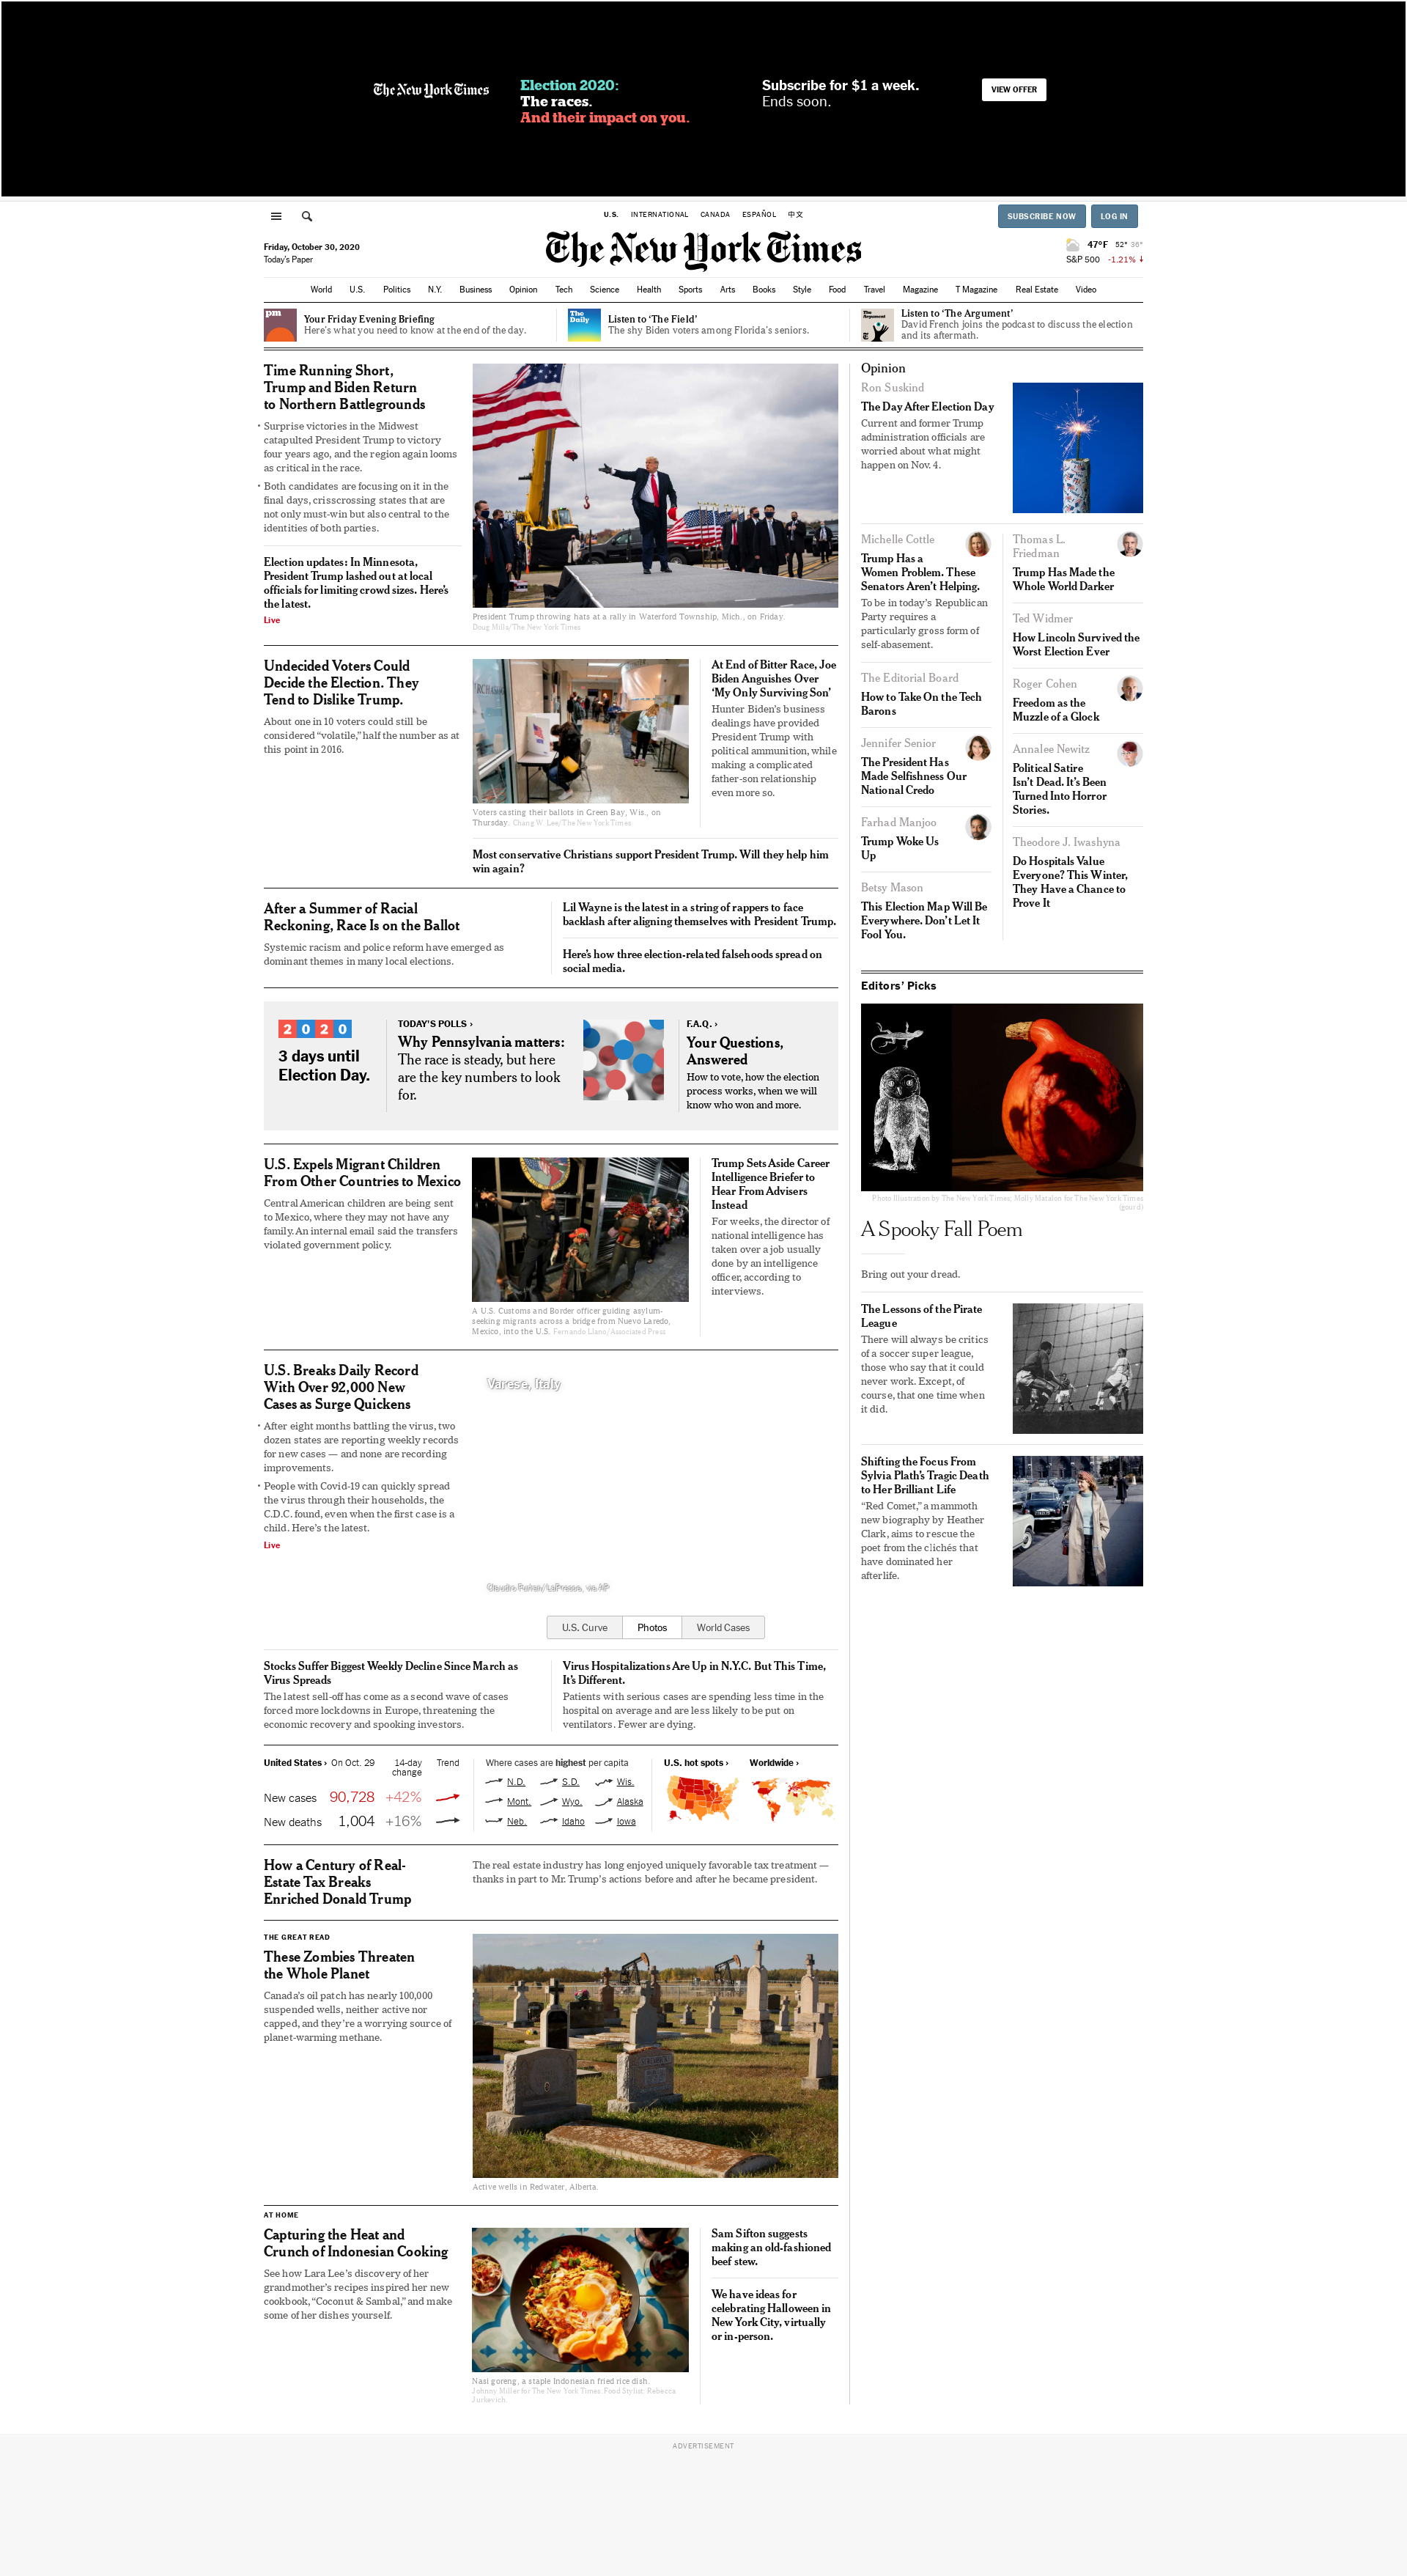 The New York Times
Election 2020:
The races.
And their impact on you.
Subscribe for $1 a week.
Ends soon.
VIEW OFFER
U.S. INTERNATIONAL CANADA ESPAÑOL 中文
SUBSCRIBE NOW
LOG IN
Friday, October 30, 2020
Today's Paper
The New York Times
47°F 52° 36°
S&P 500 -1.21%
World U.S. Politics N.Y. Business Opinion Tech Science Health Sports Arts Books Style Food Travel Magazine T Magazine Real Estate Video
pm
Your Friday Evening Briefing
Here's what you need to know at the end of the day.
The
Daily
Listen to ‘The Field’
The shy Biden voters among Florida's seniors.
The
Argument
Listen to ‘The Argument’
David French joins the podcast to discuss the election
and its aftermath.
Time Running Short,
Trump and Biden Return
to Northern Battlegrounds
Surprise victories in the Midwest
catapulted President Trump to victory
four years ago, and the region again looms
as critical in the race.
Both candidates are focusing on it in the
final days, crisscrossing states that are
not only must-win but also central to the
identities of both parties.
Election updates: In Minnesota,
President Trump lashed out at local
officials for limiting crowd sizes. Here's
the latest.
Live
President Trump throwing hats at a rally in Waterford Township, Mich., on Friday.
Doug Mills/The New York Times
Undecided Voters Could
Decide the Election. They
Tend to Dislike Trump.
About one in 10 voters could still be
considered “volatile,” half the number as at
this point in 2016.
Voters casting their ballots in Green Bay, Wis., on
Thursday. Chang W. Lee/The New York Times
At End of Bitter Race, Joe
Biden Anguishes Over
‘My Only Surviving Son’
Hunter Biden's business
dealings have provided
President Trump with
political ammunition, while
making a complicated
father-son relationship
even more so.
Most conservative Christians support President Trump. Will they help him
win again?
After a Summer of Racial
Reckoning, Race Is on the Ballot
Systemic racism and police reform have emerged as
dominant themes in many local elections.
Lil Wayne is the latest in a string of rappers to face
backlash after aligning themselves with President Trump.
Here's how three election-related falsehoods spread on
social media.
2020
3 days until
Election Day.
TODAY'S POLLS ›
Why Pennsylvania matters:
The race is steady, but here
are the key numbers to look
for.
F.A.Q. ›
Your Questions,
Answered
How to vote, how the election
process works, when we will
know who won and more.
U.S. Expels Migrant Children
From Other Countries to Mexico
Central American children are being sent
to Mexico, where they may not have any
family. An internal email said the transfers
violated government policy.
A U.S. Customs and Border officer guiding asylum-
seeking migrants across a bridge from Nuevo Laredo,
Mexico, into the U.S. Fernando Llano/Associated Press
Trump Sets Aside Career
Intelligence Briefer to
Hear From Advisers
Instead
For weeks, the director of
national intelligence has
taken over a job usually
done by an intelligence
officer, according to
interviews.
U.S. Breaks Daily Record
With Over 92,000 New
Cases as Surge Quickens
After eight months battling the virus, two
dozen states are reporting weekly records
for new cases — and none are recording
improvements.
People with Covid-19 can quickly spread
the virus through their households, the
C.D.C. found, even when the first case is a
child. Here's the latest.
Live
Varese, Italy
Claudio Furlan/LaPresse, via AP
U.S. Curve Photos World Cases
Stocks Suffer Biggest Weekly Decline Since March as
Virus Spreads
The latest sell-off has come as a second wave of cases
forced more lockdowns in Europe, threatening the
economic recovery and spooking investors.
Virus Hospitalizations Are Up in N.Y.C. But This Time,
It's Different.
Patients with serious cases are spending less time in the
hospital on average and are less likely to be put on
ventilators. Fewer are dying.
United States › On Oct. 29 14-day
change Trend
New cases 90,728 +42%
New deaths 1,004 +16%
Where cases are highest per capita
N.D. S.D. Wis.
Mont. Wyo. Alaska
Neb. Idaho Iowa
U.S. hot spots › Worldwide ›
How a Century of Real-
Estate Tax Breaks
Enriched Donald Trump
The real estate industry has long enjoyed uniquely favorable tax treatment —
thanks in part to Mr. Trump's actions before and after he became president.
THE GREAT READ
These Zombies Threaten
the Whole Planet
Canada's oil patch has nearly 100,000
suspended wells, neither active nor
capped, and they're a worrying source of
planet-warming methane.
Active wells in Redwater, Alberta.
AT HOME
Capturing the Heat and
Crunch of Indonesian Cooking
See how Lara Lee's discovery of her
grandmother's recipes inspired her new
cookbook, “Coconut & Sambal,” and make
some of her dishes yourself.
Nasi goreng, a staple Indonesian fried rice dish.
Johnny Miller for The New York Times. Food Stylist: Rebecca
Jurkevich.
Sam Sifton suggests
making an old-fashioned
beef stew.
We have ideas for
celebrating Halloween in
New York City, virtually
or in-person.
Opinion
Ron Suskind
The Day After Election Day
Current and former Trump
administration officials are
worried about what might
happen on Nov. 4.
Michelle Cottle
Trump Has a
Women Problem. These
Senators Aren't Helping.
To be in today's Republican
Party requires a
particularly gross form of
self-abasement.
The Editorial Board
How to Take On the Tech
Barons
Jennifer Senior
The President Has
Made Selfishness Our
National Credo
Farhad Manjoo
Trump Woke Us
Up
Betsy Mason
This Election Map Will Be
Everywhere. Don't Let It
Fool You.
Thomas L.
Friedman
Trump Has Made the
Whole World Darker
Ted Widmer
How Lincoln Survived the
Worst Election Ever
Roger Cohen
Freedom as the
Muzzle of a Glock
Annalee Newitz
Political Satire
Isn't Dead. It's Been
Turned Into Horror
Stories.
Theodore J. Iwashyna
Do Hospitals Value
Everyone? This Winter,
They Have a Chance to
Prove It
Editors' Picks
Photo Illustration by The New York Times; Molly Matalon for The New York Times
(gourd)
A Spooky Fall Poem
Bring out your dread.
The Lessons of the Pirate
League
There will always be critics
of a soccer super league,
those who say that it could
never work. Except, of
course, that one time when
it did.
Shifting the Focus From
Sylvia Plath's Tragic Death
to Her Brilliant Life
“Red Comet,” a mammoth
new biography by Heather
Clark, aims to rescue the
poet from the clichés that
have dominated her
afterlife.
ADVERTISEMENT